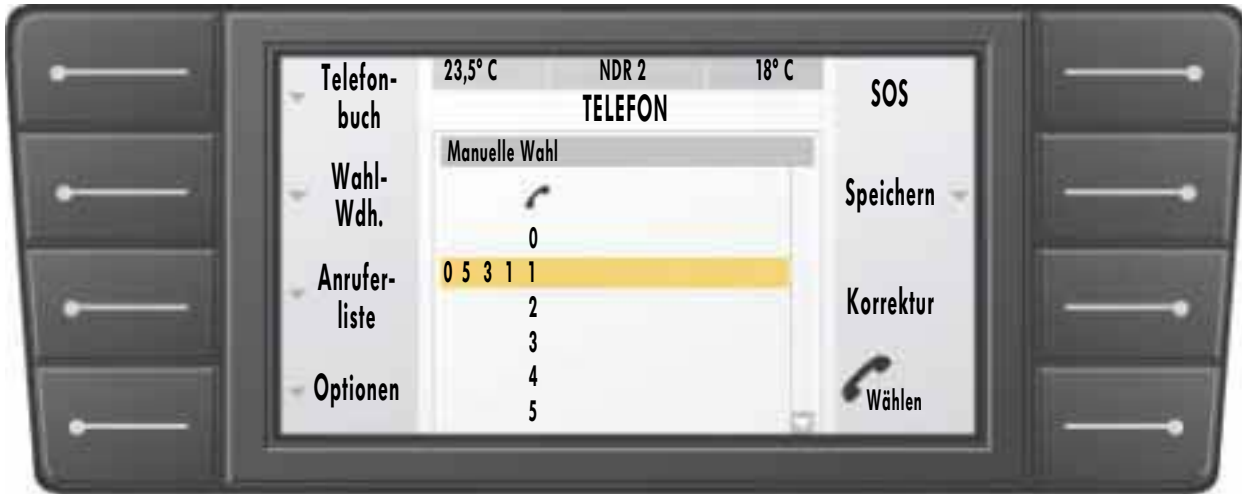 Telefon-
buch
Wahl-
Wdh.
Anrufer-
liste
Optionen
23,5° C NDR 2 18° C
TELEFON
Manuelle Wahl
0
0 5 3 1 1
2
3
4
5
SOS
Speichern
Korrektur
Wählen